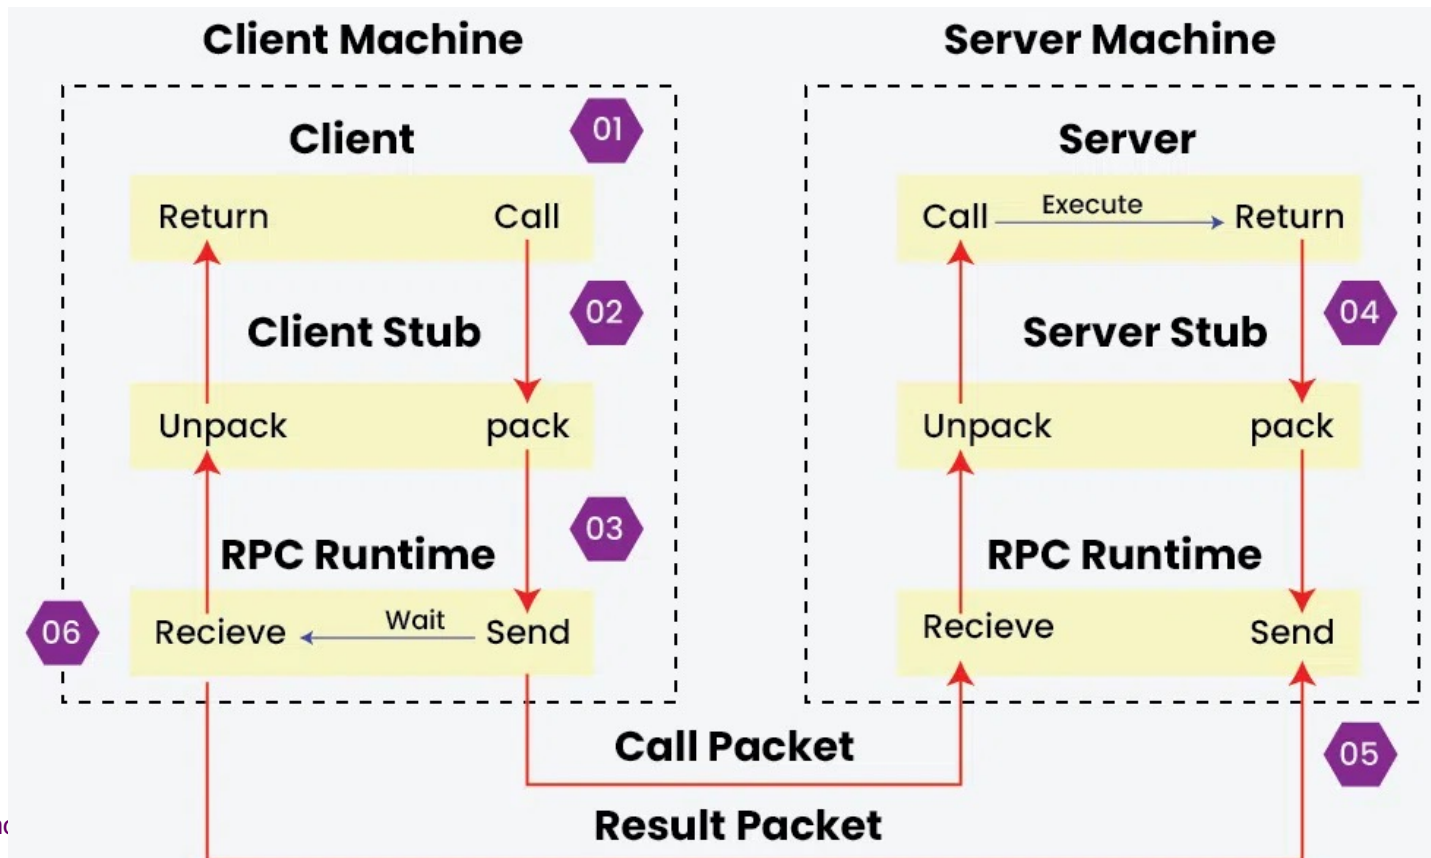 Client Machine
Server Machine
Client
01
Return
Call
02
Client Stub
Unpack
pack
03
RPC Runtime
06
Recieve
Wait
Send
Server
Call
Execute
Return
04
Server Stub
Unpack
pack
RPC Runtime
Recieve
Send
Call Packet
05
Result Packet